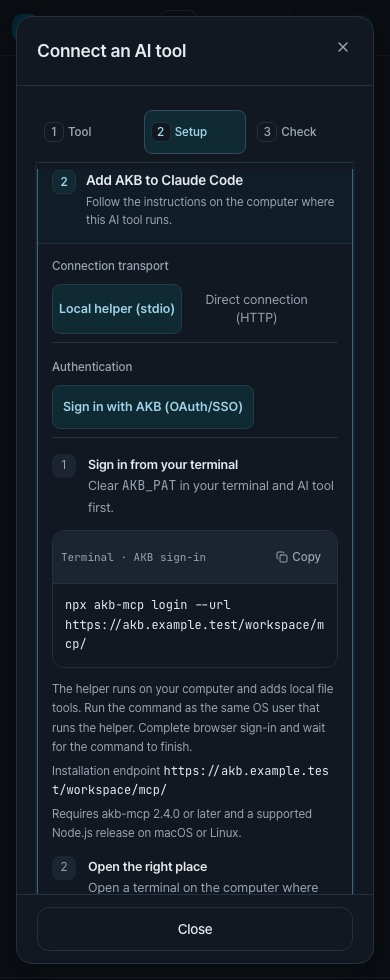 Connect an AI tool
1 Tool
2 Setup
3 Check
2 Add AKB to Claude Code
Follow the instructions on the computer where
this AI tool runs.
Connection transport
Local helper (stdio)
Direct connection
(HTTP)
Authentication
Sign in with AKB (OAuth/SSO)
1 Sign in from your terminal
Clear AKB_PAT in your terminal and AI tool
first.
Terminal · AKB sign-in
Copy
npx akb-mcp login --url
https://akb.example.test/workspace/m
cp/
The helper runs on your computer and adds local file
tools. Run the command as the same OS user that
runs the helper. Complete browser sign-in and wait
for the command to finish.
Installation endpoint https://akb.example.tes
t/workspace/mcp/
Requires akb-mcp 2.4.0 or later and a supported
Node.js release on macOS or Linux.
2 Open the right place
Open a terminal on the computer where
Close